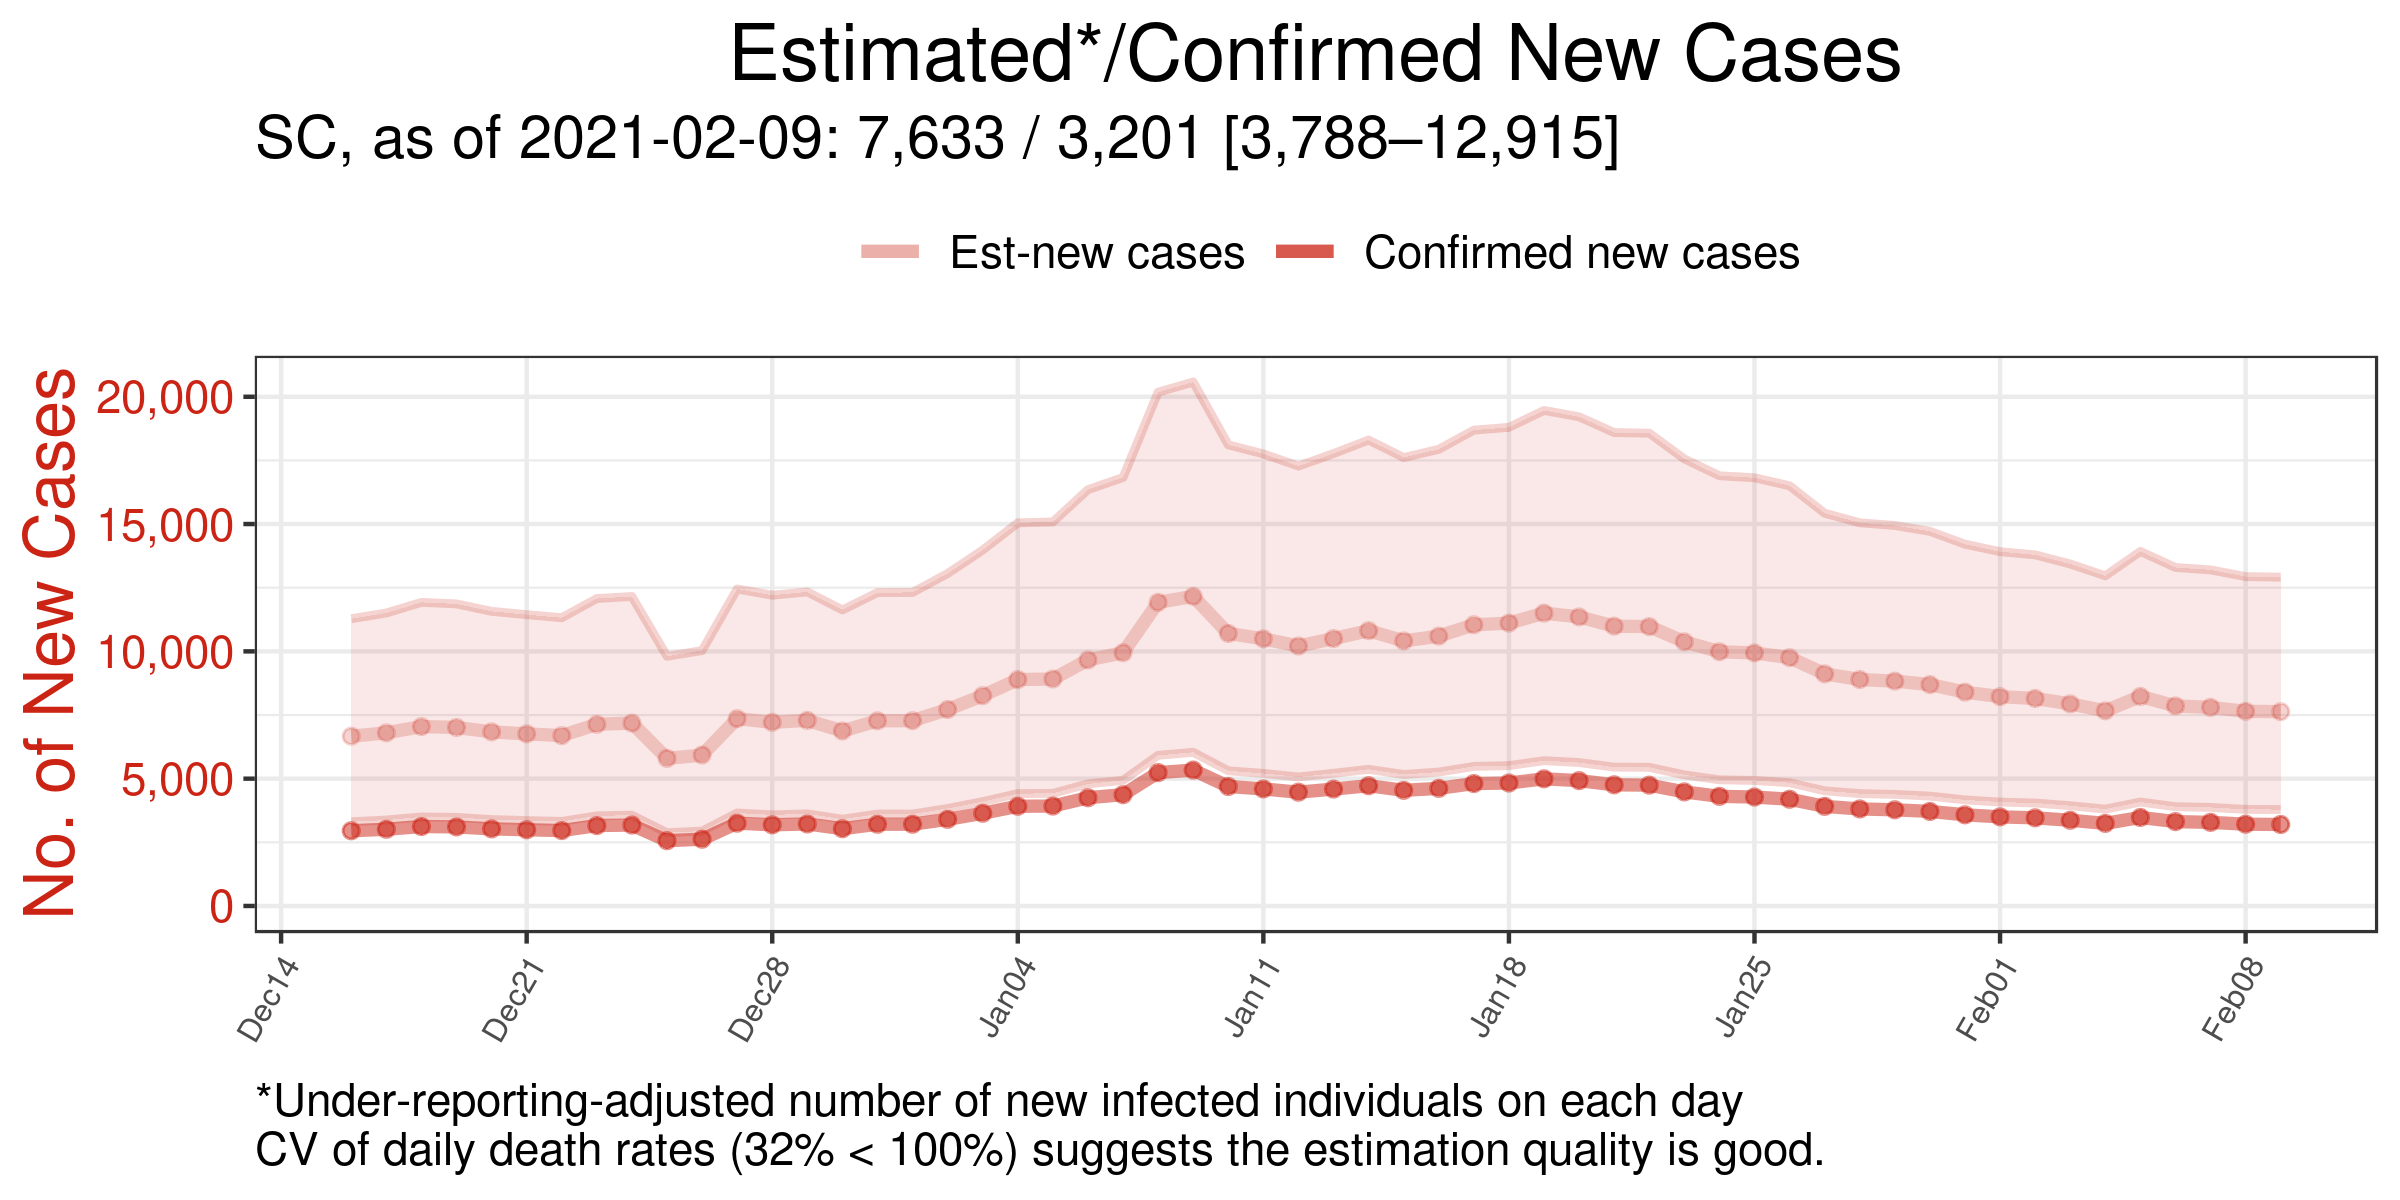 Estimated*/Confirmed New Cases
SC, as of 2021-02-09: 7,633 / 3,201 [3,788–12,915]
Est-new cases
Confirmed new cases
No. of New Cases
20,000
15,000
10,000
5,000
0
Dec14
Dec21
Dec28
Jan04
Jan11
Jan18
Jan25
Feb01
Feb08
*Under-reporting-adjusted number of new infected individuals on each day
CV of daily death rates (32% < 100%) suggests the estimation quality is good.